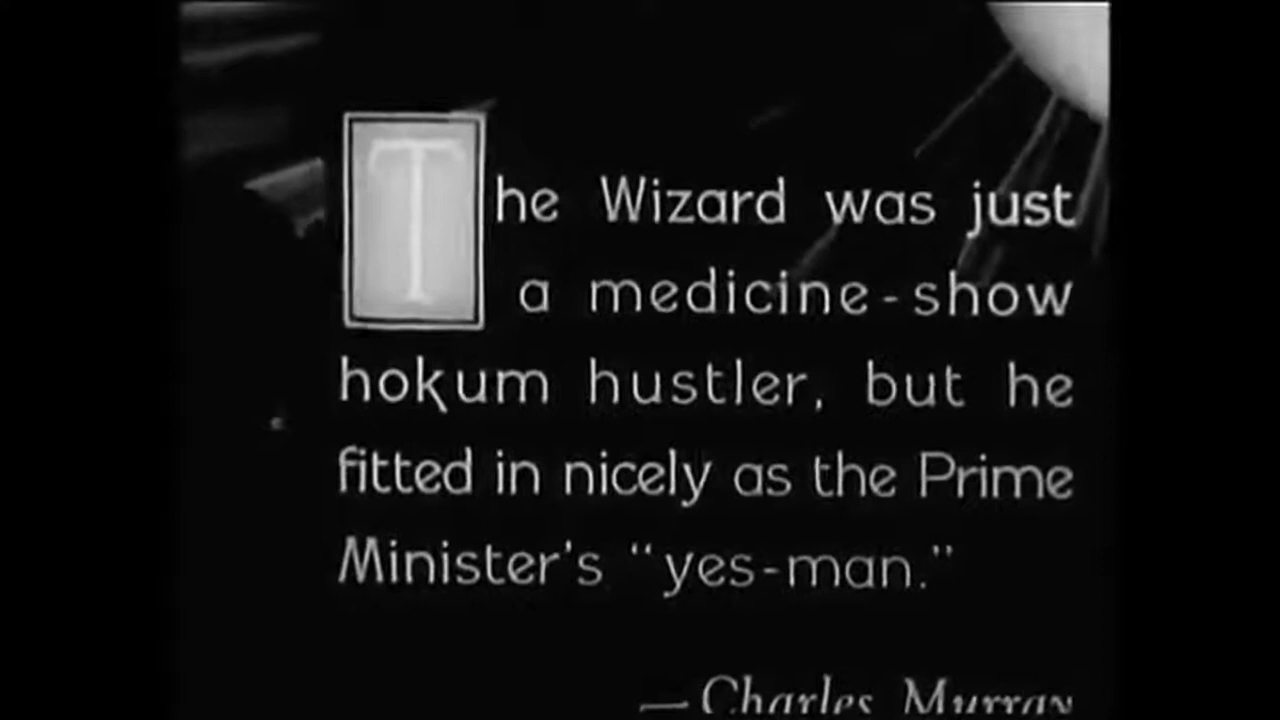 The Wizard was just
a medicine-show
hokum hustler, but he
fitted in nicely as the Prime
Minister's "yes-man."
— Charles Murray